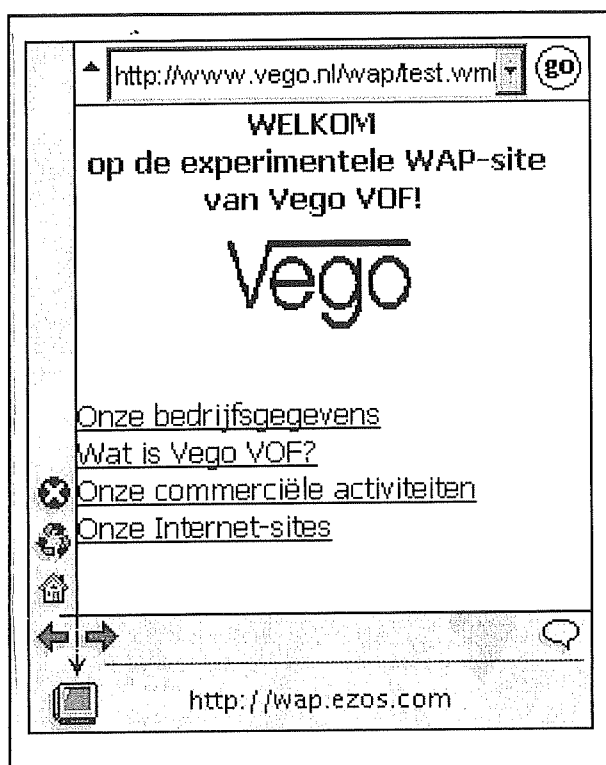 http://www.vego.nl/wap/test.wml
go
WELKOM
op de experimentele WAP-site
van Vego VOF!
Vego
Onze bedrijfsgegevens
Wat is Vego VOF?
Onze commerciële activiteiten
Onze Internet-sites
http://wap.ezos.com